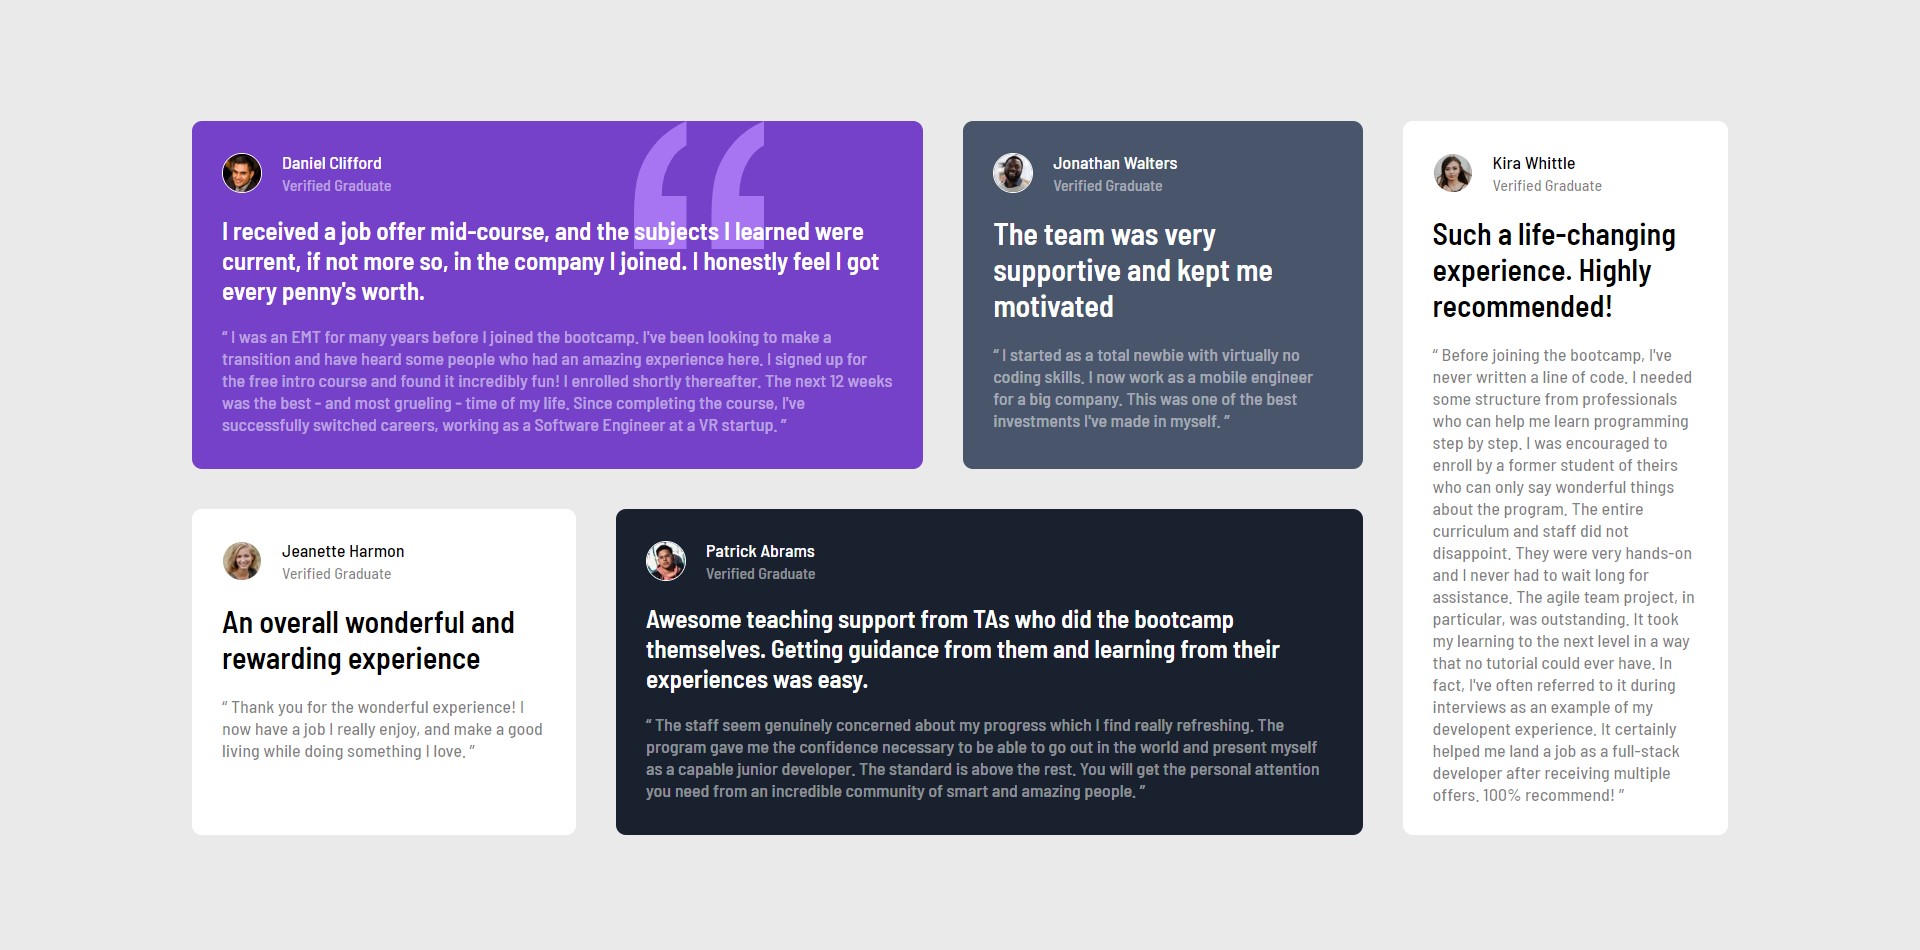 Daniel Clifford
Verified Graduate
I received a job offer mid-course, and the subjects I learned were
current, if not more so, in the company I joined. I honestly feel I got
every penny's worth.
“ I was an EMT for many years before I joined the bootcamp. I've been looking to make a
transition and have heard some people who had an amazing experience here. I signed up for
the free intro course and found it incredibly fun! I enrolled shortly thereafter. The next 12 weeks
was the best - and most grueling - time of my life. Since completing the course, I've
successfully switched careers, working as a Software Engineer at a VR startup. ”
Jonathan Walters
Verified Graduate
The team was very
supportive and kept me
motivated
“ I started as a total newbie with virtually no
coding skills. I now work as a mobile engineer
for a big company. This was one of the best
investments I've made in myself. ”
Kira Whittle
Verified Graduate
Such a life-changing
experience. Highly
recommended!
“ Before joining the bootcamp, I've
never written a line of code. I needed
some structure from professionals
who can help me learn programming
step by step. I was encouraged to
enroll by a former student of theirs
who can only say wonderful things
about the program. The entire
curriculum and staff did not
disappoint. They were very hands-on
and I never had to wait long for
assistance. The agile team project, in
particular, was outstanding. It took
my learning to the next level in a way
that no tutorial could ever have. In
fact, I've often referred to it during
interviews as an example of my
developent experience. It certainly
helped me land a job as a full-stack
developer after receiving multiple
offers. 100% recommend! ”
Jeanette Harmon
Verified Graduate
An overall wonderful and
rewarding experience
“ Thank you for the wonderful experience! I
now have a job I really enjoy, and make a good
living while doing something I love. ”
Patrick Abrams
Verified Graduate
Awesome teaching support from TAs who did the bootcamp
themselves. Getting guidance from them and learning from their
experiences was easy.
“ The staff seem genuinely concerned about my progress which I find really refreshing. The
program gave me the confidence necessary to be able to go out in the world and present myself
as a capable junior developer. The standard is above the rest. You will get the personal attention
you need from an incredible community of smart and amazing people. ”